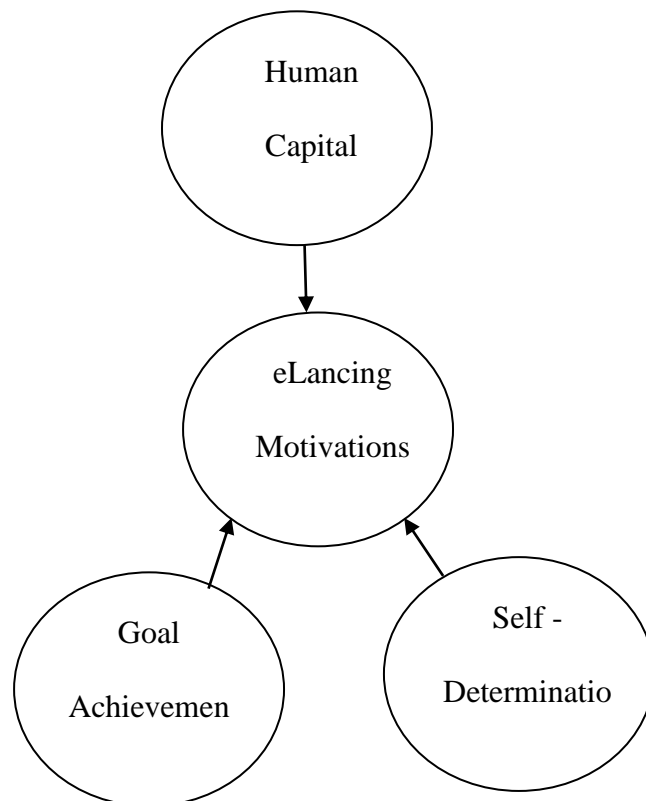 Human
Capital
eLancing
Motivations
Goal
Achievemen
Self -
Determinatio